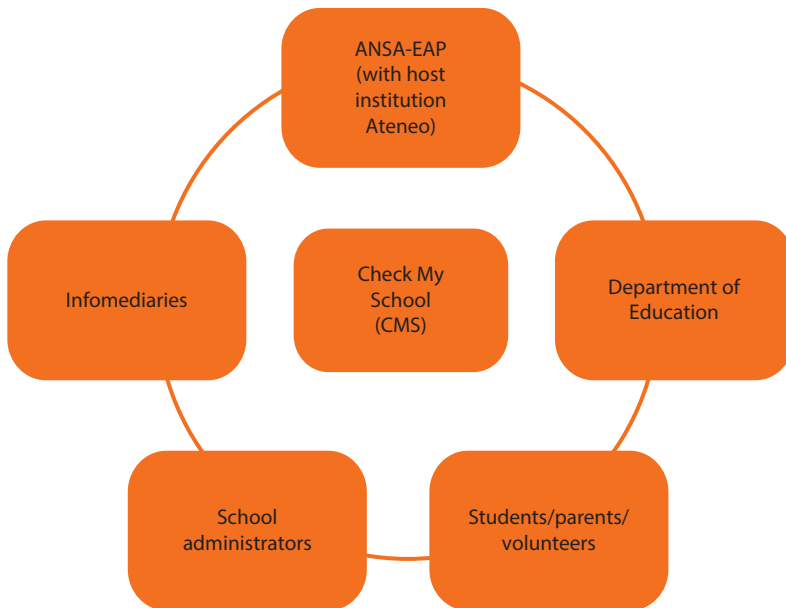 ANSA-EAP
(with host
institution
Ateneo)
Infomediaries
Check My
School
(CMS)
Department of
Education
School
administrators
Students/parents/
volunteers